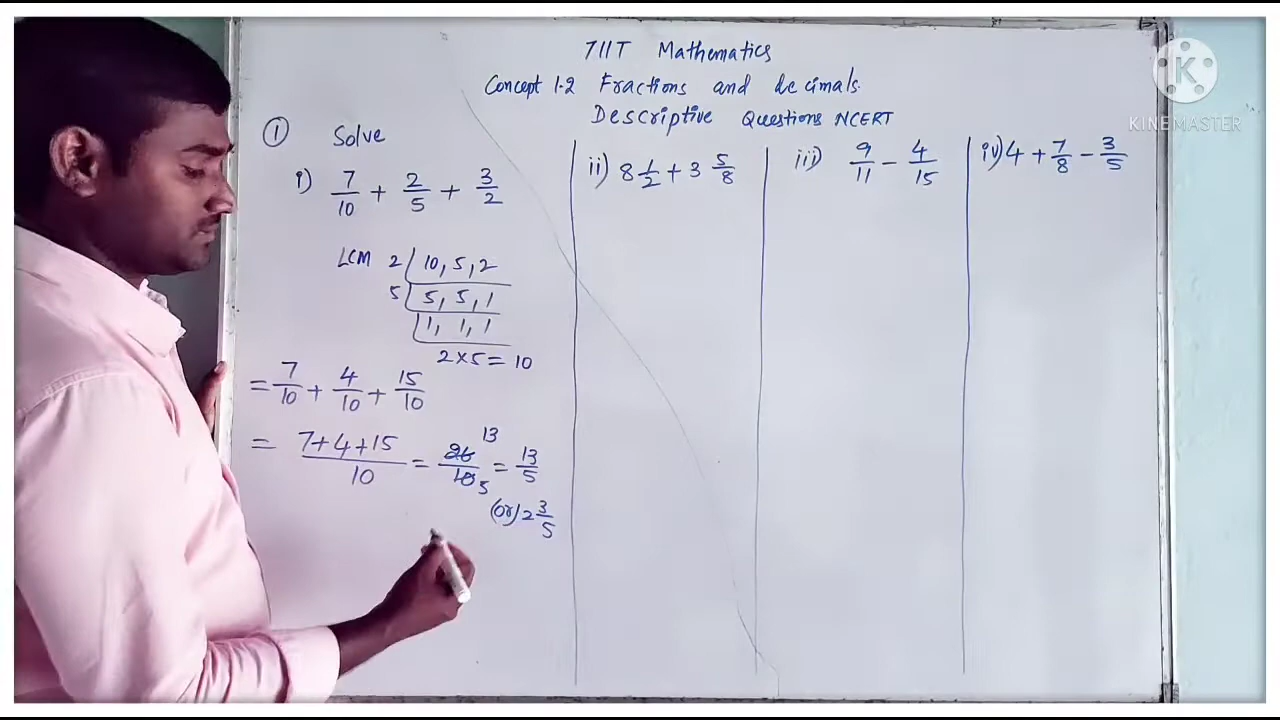 7IIT Mathematics
Concept 1.2 Fractions and decimals.
Descriptive Questions NCERT
① Solve
i) 7/10 + 2/5 + 3/2
LCM 2 | 10, 5, 2
5 | 5, 5, 1
| 1, 1, 1
2×5 = 10
= 7/10 + 4/10 + 15/10
= (7+4+15)/10 = 26/10 13 5 = 13/5
(or) 2 3/5
ii) 8 1/2 + 3 5/8
iii) 9/11 - 4/15
iv) 4 + 7/8 - 3/5
K
KINEMASTER